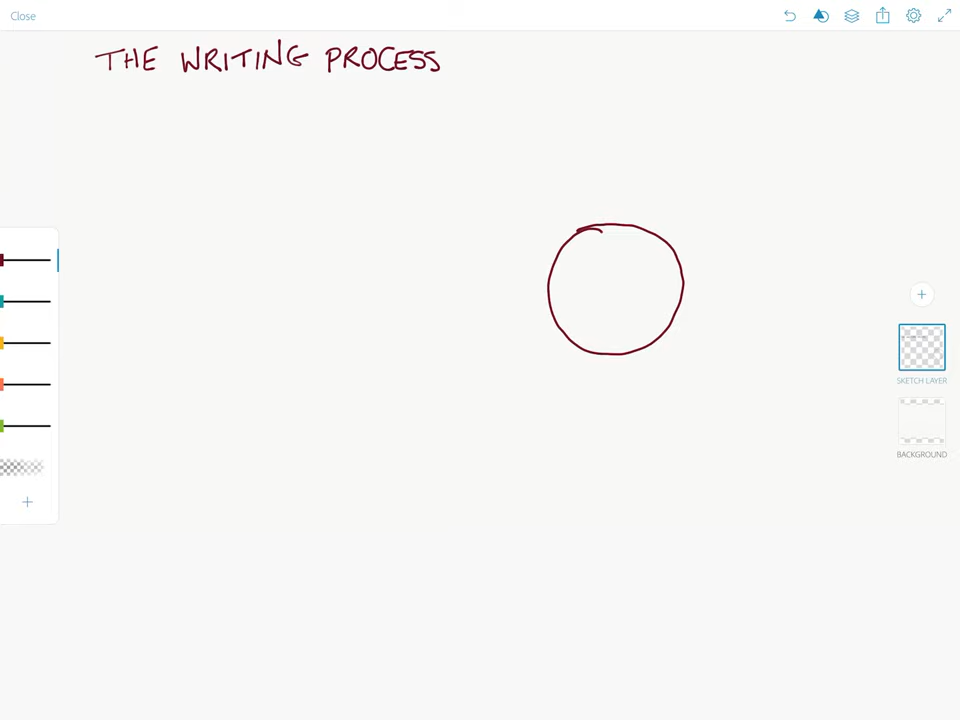 Close
THE WRITING PROCESS
SKETCH LAYER
BACKGROUND